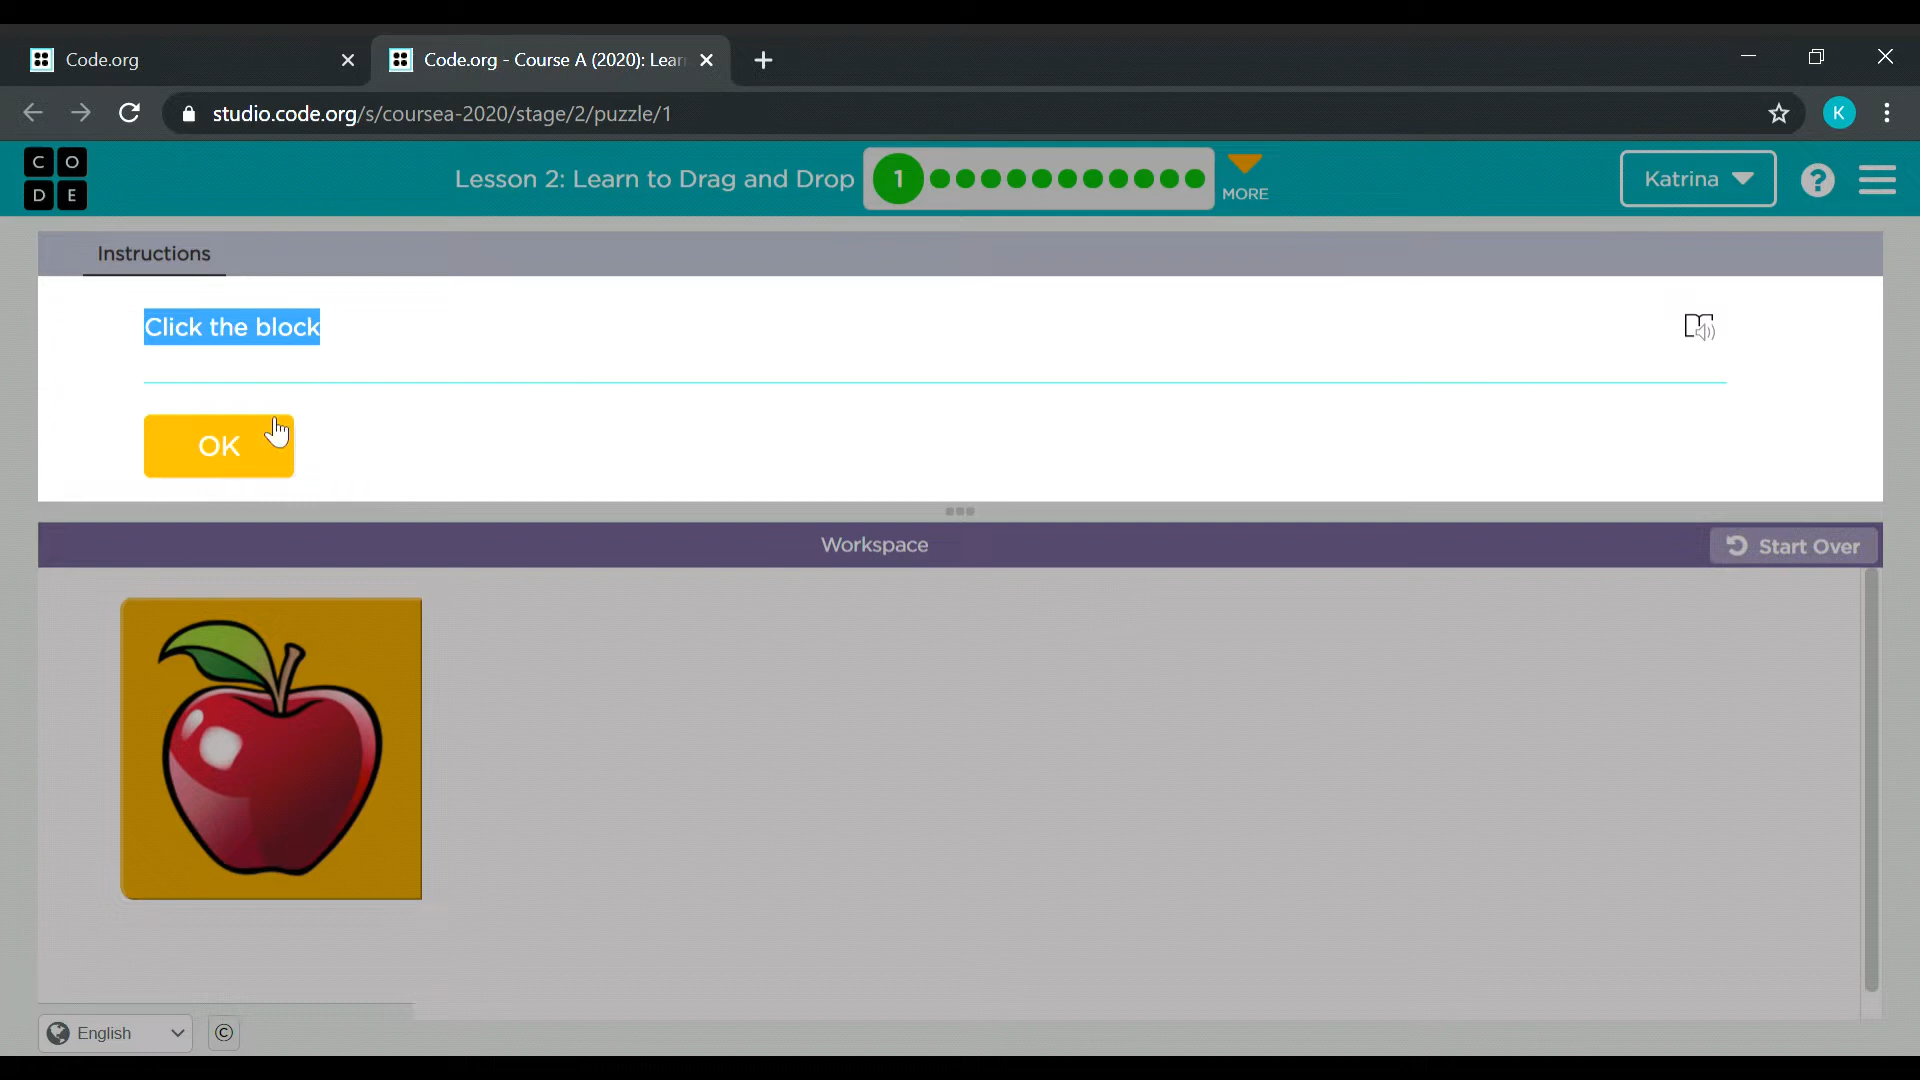 Code.org
Code.org - Course A (2020): Lear
studio.code.org/s/coursea-2020/stage/2/puzzle/1
K
C O
D E
Lesson 2: Learn to Drag and Drop
1
MORE
Katrina
?
Instructions
Click the block
OK
Workspace
Start Over
English
©